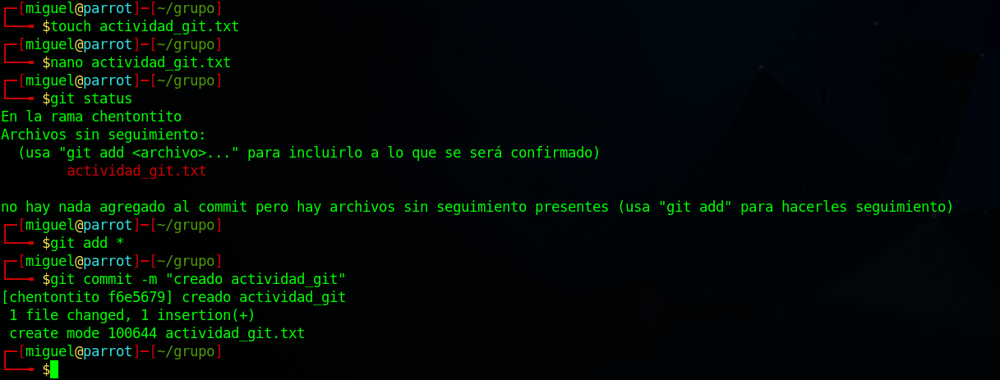 ┌─[miguel@parrot]─[~/grupo]
└──╼ $touch actividad_git.txt
┌─[miguel@parrot]─[~/grupo]
└──╼ $nano actividad_git.txt
┌─[miguel@parrot]─[~/grupo]
└──╼ $git status
En la rama chentontito
Archivos sin seguimiento:
  (usa "git add <archivo>..." para incluirlo a lo que se será confirmado)
        actividad_git.txt

no hay nada agregado al commit pero hay archivos sin seguimiento presentes (usa "git add" para hacerles seguimiento)
┌─[miguel@parrot]─[~/grupo]
└──╼ $git add *
┌─[miguel@parrot]─[~/grupo]
└──╼ $git commit -m "creado actividad_git"
[chentontito f6e5679] creado actividad_git
 1 file changed, 1 insertion(+)
 create mode 100644 actividad_git.txt
┌─[miguel@parrot]─[~/grupo]
└──╼ $